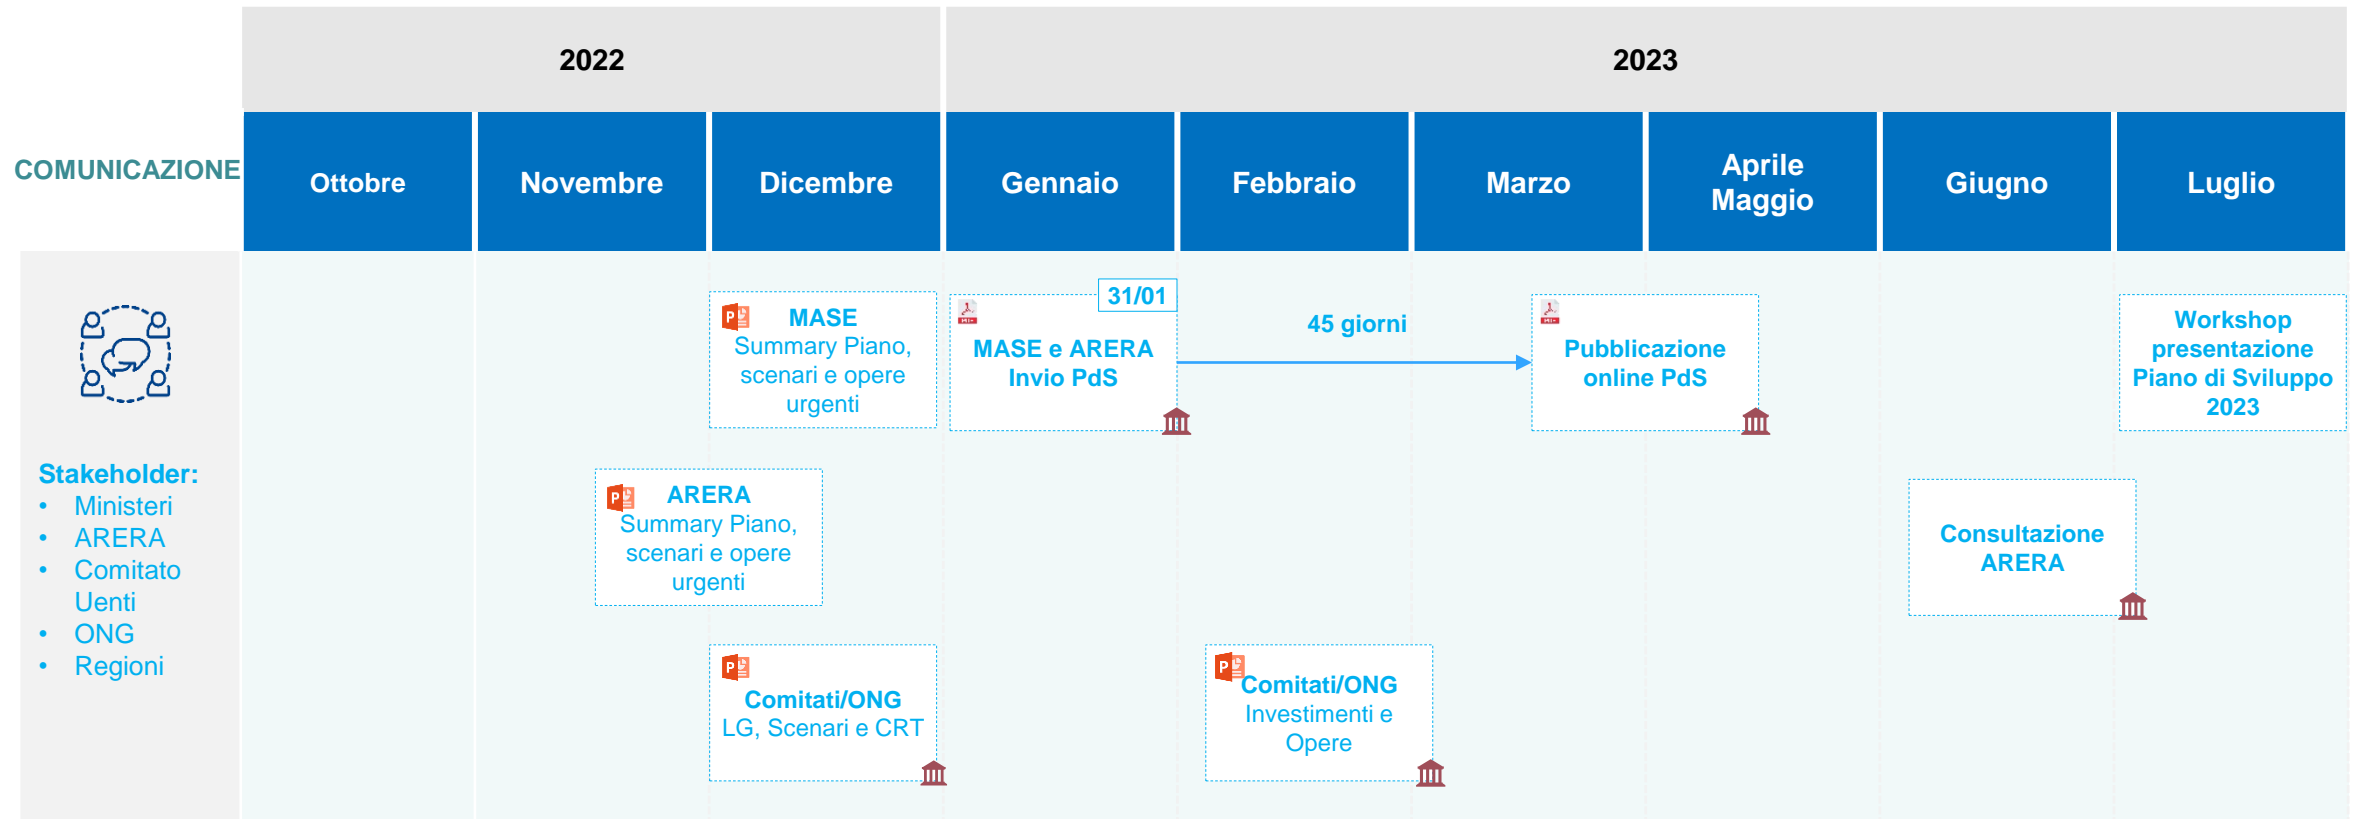 2022
2023
COMUNICAZIONE
Ottobre
Novembre
Dicembre
Gennaio
Febbraio
Marzo
Aprile
Maggio
Giugno
Luglio
Stakeholder:
• Ministeri
• ARERA
• Comitato
Uenti
• ONG
• Regioni
MASE
Summary Piano,
scenari e opere
urgenti
31/01
MASE e ARERA
Invio PdS
45 giorni
Pubblicazione
online PdS
Workshop
presentazione
Piano di Sviluppo
2023
ARERA
Summary Piano,
scenari e opere
urgenti
Consultazione
ARERA
Comitati/ONG
LG, Scenari e CRT
Comitati/ONG
Investimenti e
Opere